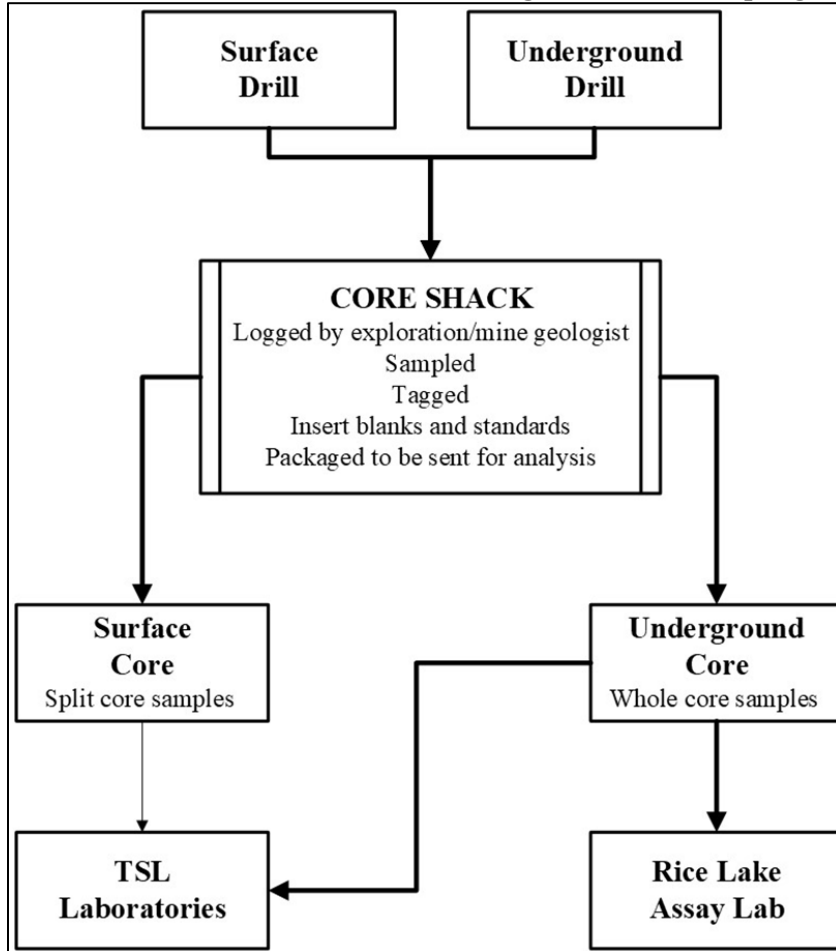 Surface
Drill
Underground
Drill
CORE SHACK
Logged by exploration/mine geologist
Sampled
Tagged
Insert blanks and standards
Packaged to be sent for analysis
Surface
Core
Split core samples
Underground
Core
Whole core samples
TSL
Laboratories
Rice Lake
Assay Lab